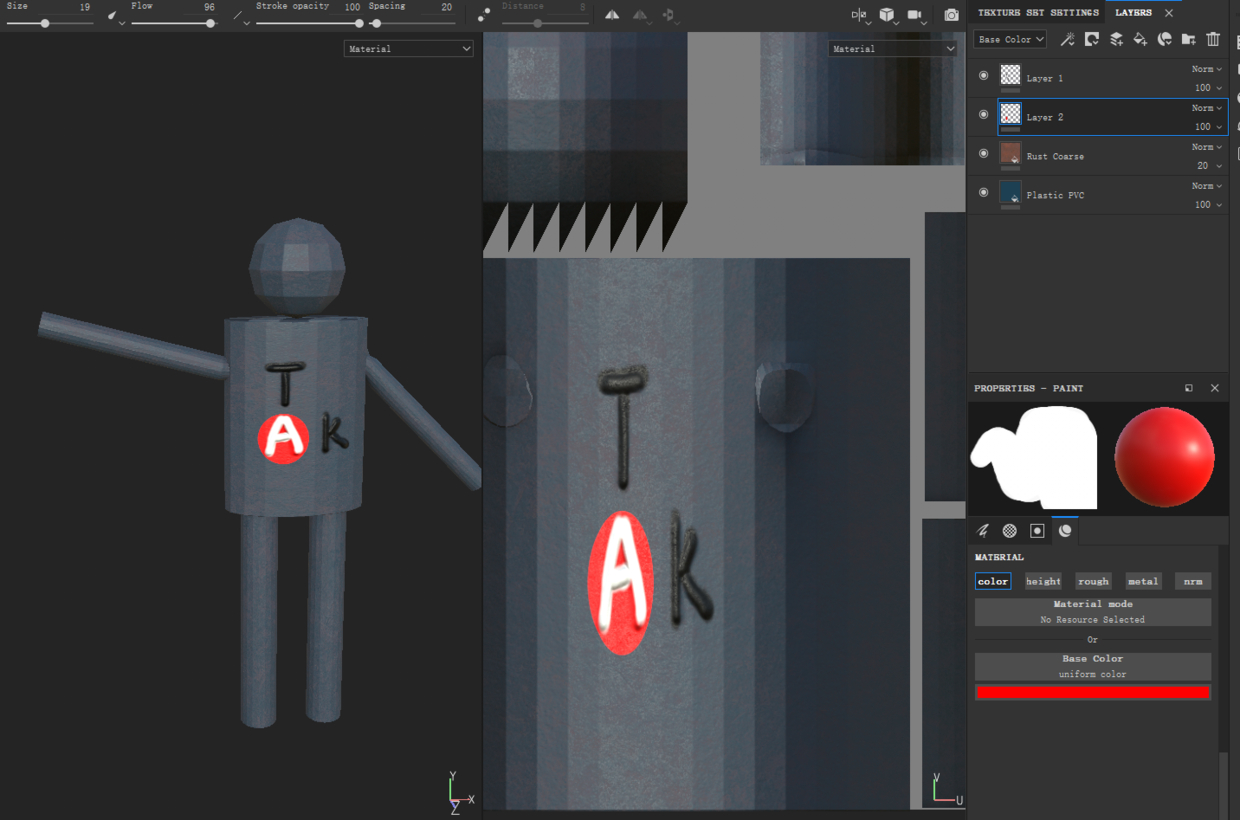 Size 19 Flow 96 Stroke opacity 100 Spacing 20 Distance 8
Material
Material
T
A K
T
A K
Y
X
Z
V
U
TEXTURE SET SETTINGS LAYERS
Base Color
Layer 1 Norm
100
Layer 2 Norm
100
Rust Coarse Norm
20
Plastic PVC Norm
100
PROPERTIES - PAINT
MATERIAL
color height rough metal nrm
Material mode
No Resource Selected
Or
Base Color
uniform color